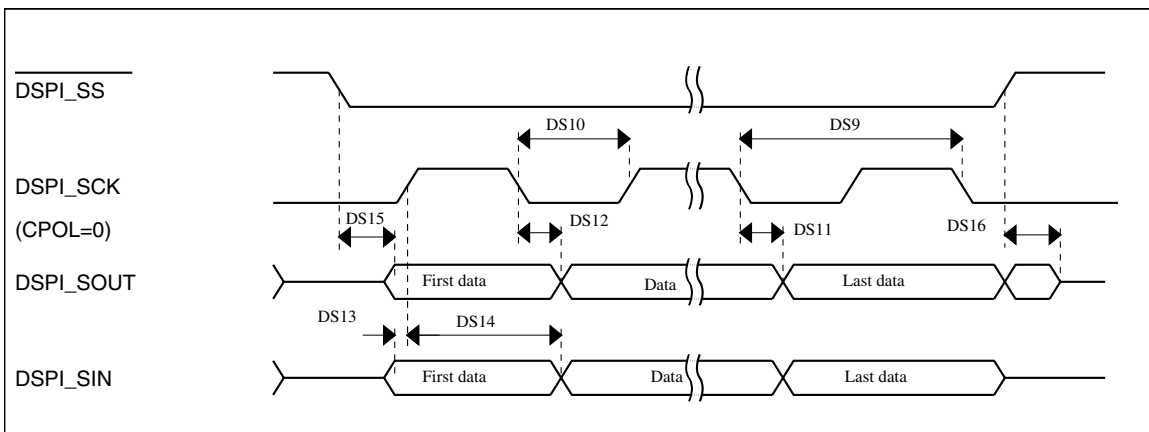 DSPI_SS
DS10
DS9
DSPI_SCK
(CPOL=0)
DS15
DS12
DS11
DS16
DSPI_SOUT
First data
Data
Last data
DS13
DS14
DSPI_SIN
First data
Data
Last data